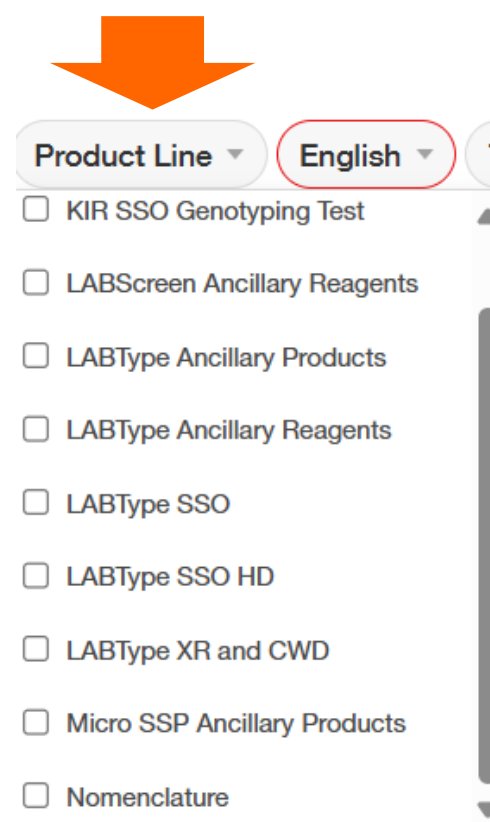 Product Line
English
KIR SSO Genotyping Test
LABScreen Ancillary Reagents
LABType Ancillary Products
LABType Ancillary Reagents
LABType SSO
LABType SSO HD
LABType XR and CWD
Micro SSP Ancillary Products
Nomenclature